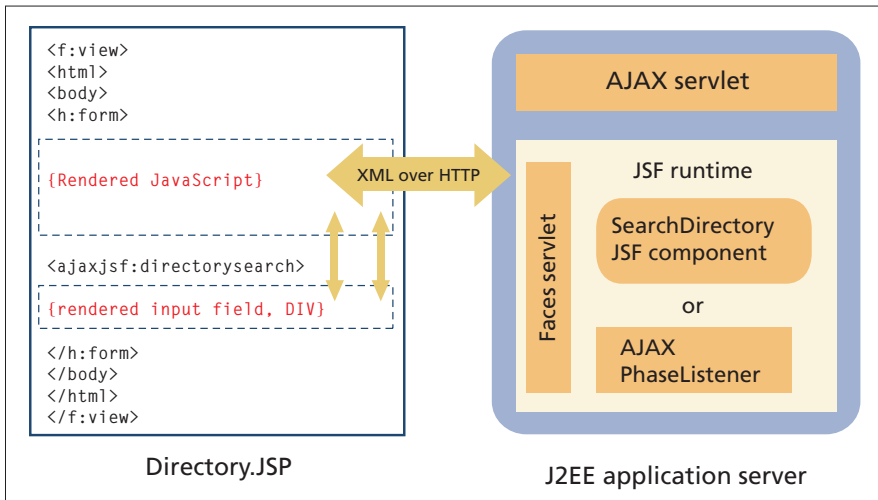 <f:view>
<html>
<body>
<h:form>
{Rendered JavaScript}
<ajaxjsf:directorysearch>
{rendered input field, DIV}
</h:form>
</body>
</html>
</f:view>
Directory.JSP
XML over HTTP
AJAX servlet
JSF runtime
Faces servlet
SearchDirectory
JSF component
or
AJAX
PhaseListener
J2EE application server